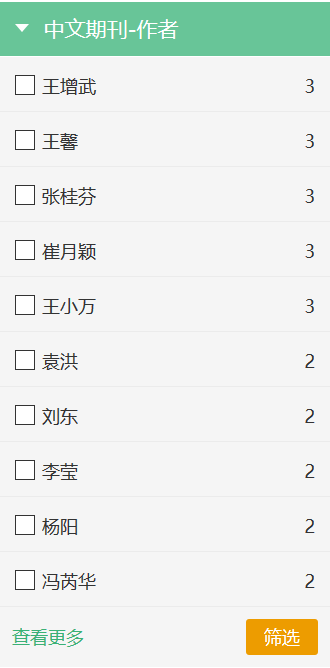 中文期刊-作者
王增武 3
王馨 3
张桂芬 3
崔月颖 3
王小万 3
袁洪 2
刘东 2
李莹 2
杨阳 2
冯芮华 2
查看更多 筛选